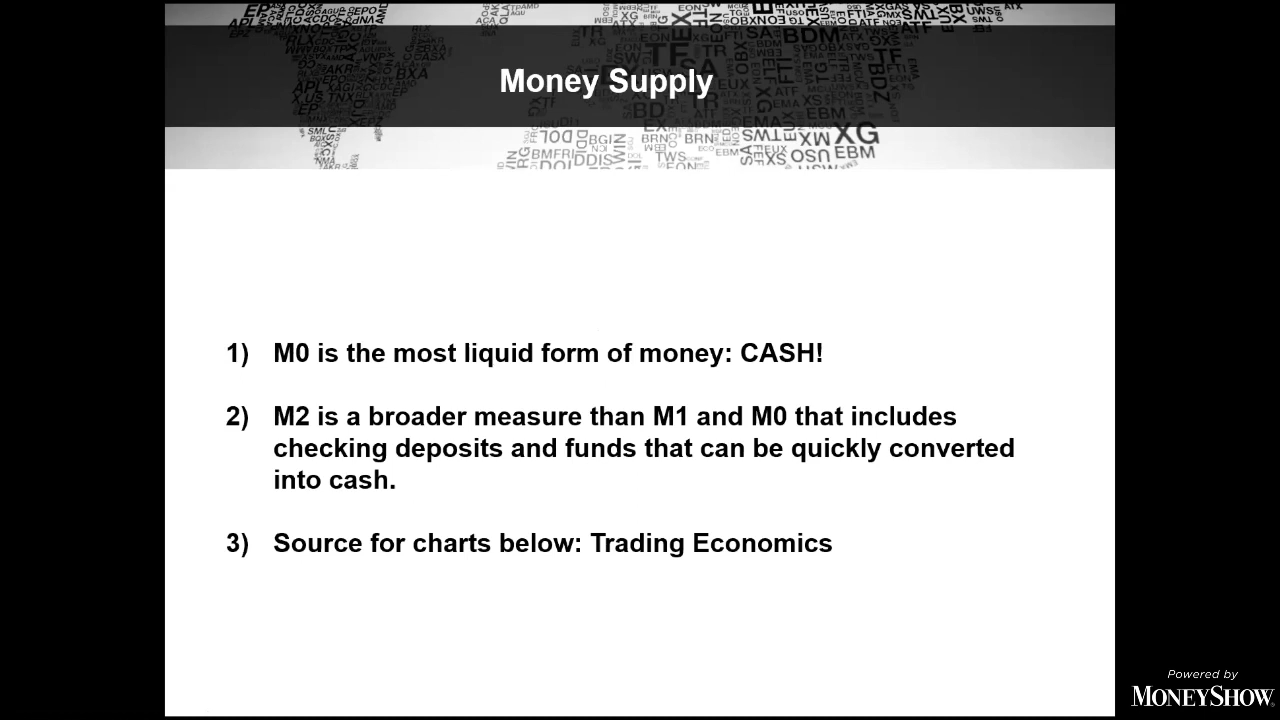 Money Supply
1) M0 is the most liquid form of money: CASH!
2) M2 is a broader measure than M1 and M0 that includes
checking deposits and funds that can be quickly converted
into cash.
3) Source for charts below: Trading Economics
Powered by
MONEYSHOW